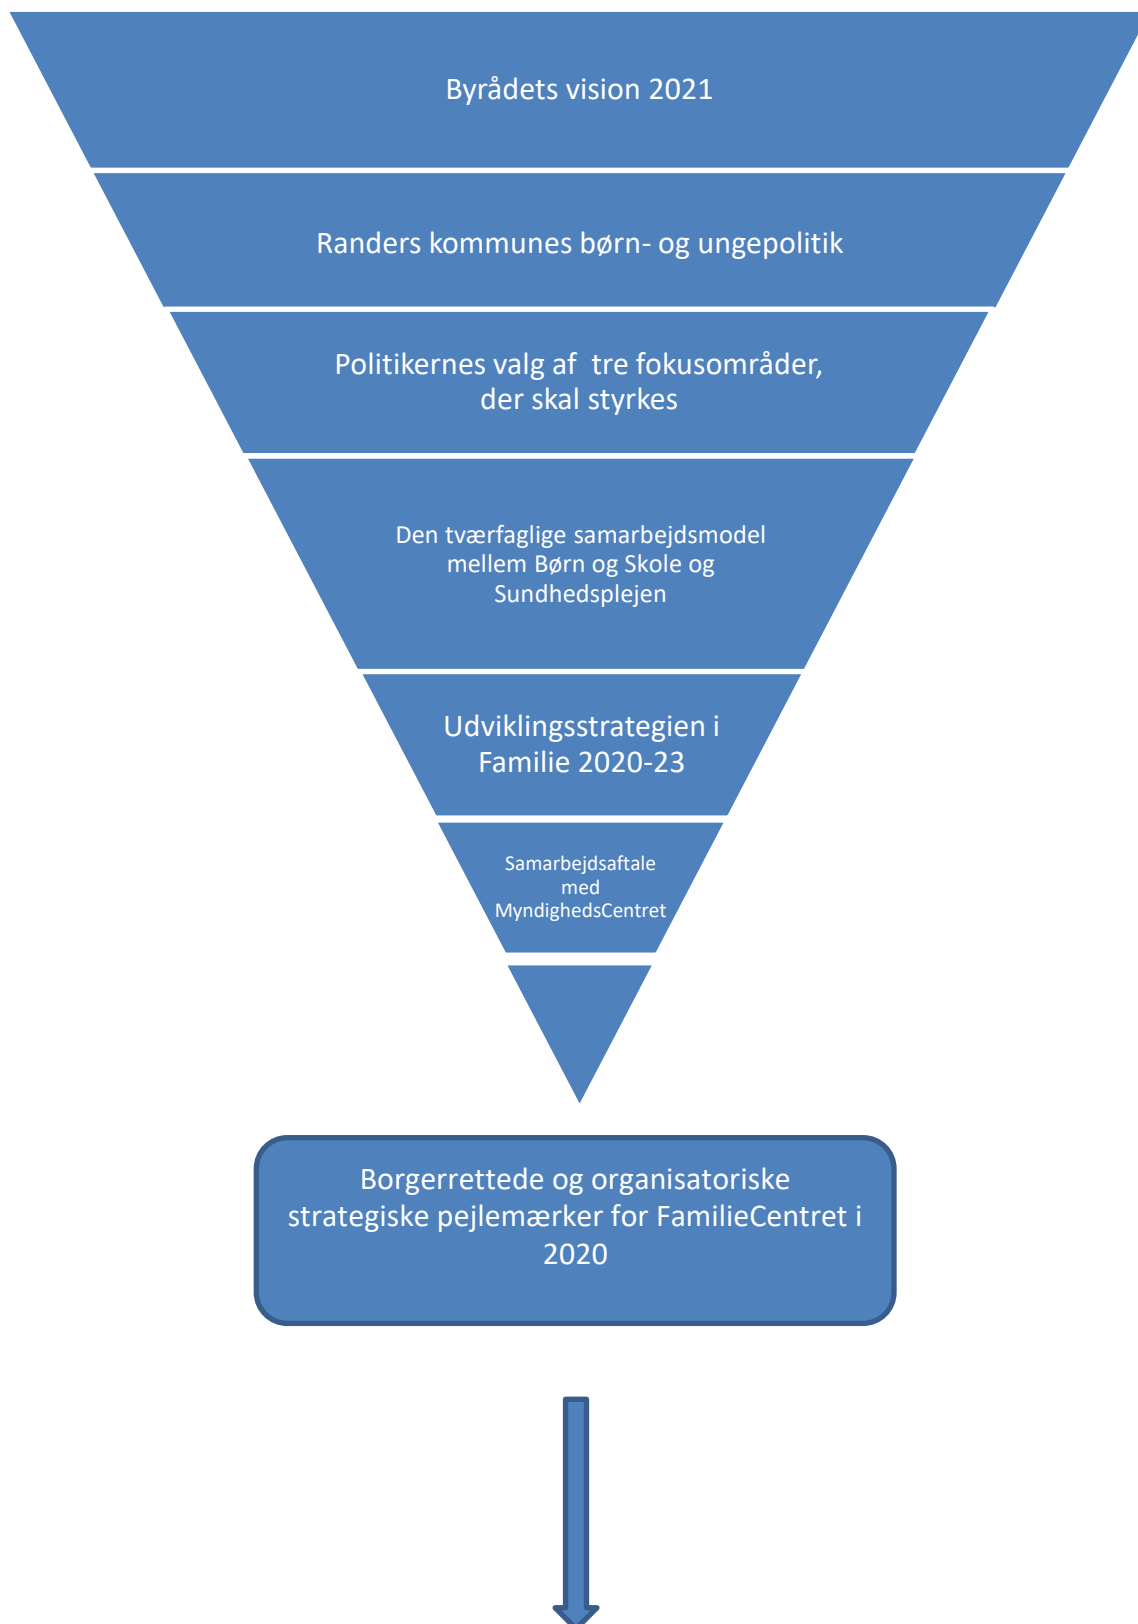 Byrådets vision 2021
Randers kommunes børn- og ungepolitik
Politikernes valg af  tre fokusområder,
der skal styrkes
Den tværfaglige samarbejdsmodel
mellem Børn og Skole og
Sundhedsplejen
Udviklingsstrategien i
Familie 2020-23
Samarbejdsaftale
med
MyndighedsCentret
Borgerrettede og organisatoriske
strategiske pejlemærker for FamilieCentret i
2020